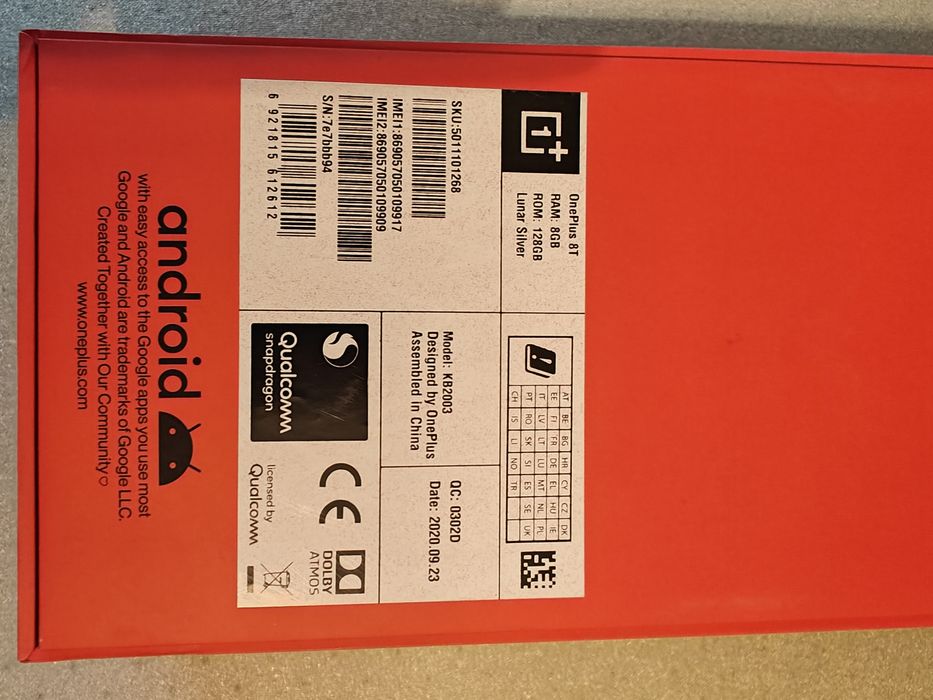 OnePlus 8T
RAM: 8GB
ROM: 128GB
Lunar Silver
SKU:5011101268
IMEI1:869057050109917
IMEI2:869057050109909
S/N:7e7bbb94
6 921815 612612
AT BE BG HR CY CZ DK
EE FI FR DE EL HU IE
IT LV LT LU MT NL PL
PT RO SK SI ES SE UK
CH IS LI NO TR
Model: KB2003
Designed by OnePlus
Assembled in China
QC: 0302D
Date: 2020.09.23
Qualcomm
snapdragon
CE
DOLBY
ATMOS
licensed by
Qualcomm
android
with easy access to the Google apps you use most
Google and Android are trademarks of Google LLC.
Created Together with Our Community♡
www.oneplus.com